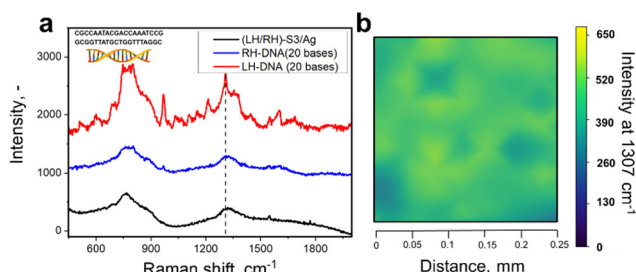 a
CGCCAATACGACCAAATCCG
GCGGTTATGCTGGTTTAGGC
(LH/RH)-S3/Ag
RH-DNA(20 bases)
LH-DNA (20 bases)
Intensity, -
3000
2000
1000
0
600
900
1200
1500
1800
Raman shift, cm-1
b
0
0.05
0.1
0.15
0.2
0.25
Distance, mm
650
520
390
260
130
0
Intensity at 1307 cm⁻¹